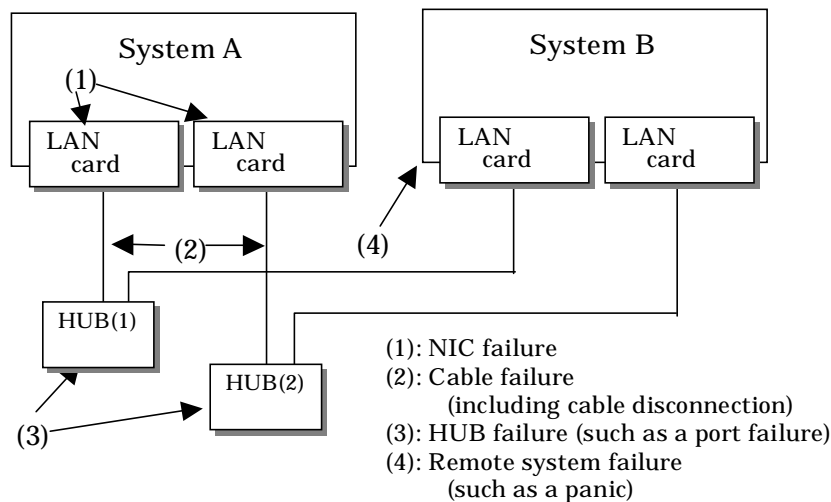 System A
System B
(1)
LAN
card
LAN
card
LAN
card
LAN
card
(2)
(4)
HUB(1)
HUB(2)
(3)
(1): NIC failure
(2): Cable failure
(including cable disconnection)
(3): HUB failure (such as a port failure)
(4): Remote system failure
(such as a panic)